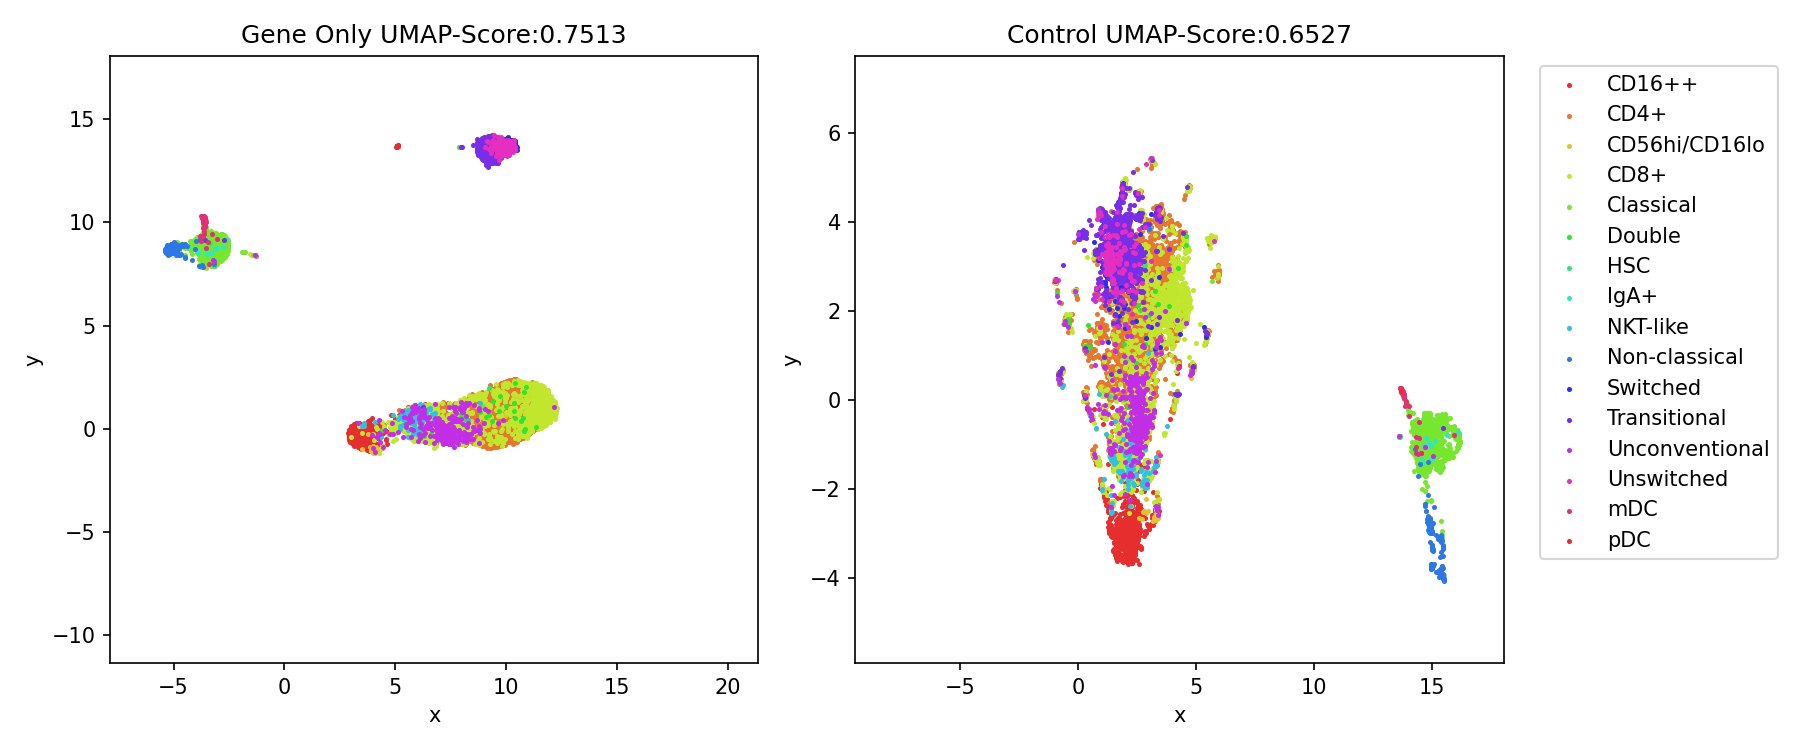 Gene Only UMAP-Score:0.7513
15
10
5
0
−5
−10
y
−5
0
5
10
15
20
x
Control UMAP-Score:0.6527
6
4
2
0
−2
−4
y
−5
0
5
10
15
x
CD16++
CD4+
CD56hi/CD16lo
CD8+
Classical
Double
HSC
IgA+
NKT-like
Non-classical
Switched
Transitional
Unconventional
Unswitched
mDC
pDC